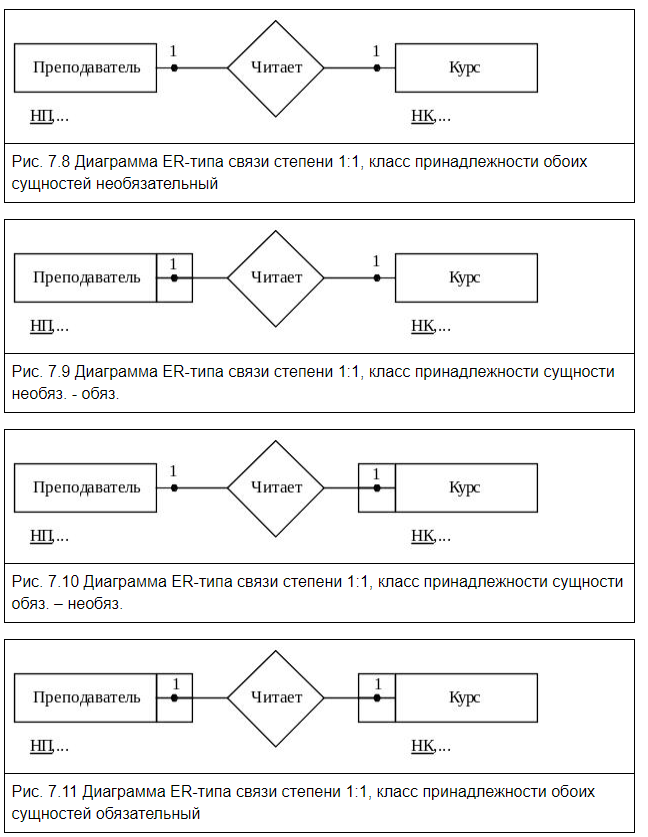 1 1
Преподаватель Читает Курс
НП,... НК,...
Рис. 7.8 Диаграмма ER-типа связи степени 1:1, класс принадлежности обоих
сущностей необязательный
1 1
Преподаватель Читает Курс
НП,... НК,...
Рис. 7.9 Диаграмма ER-типа связи степени 1:1, класс принадлежности сущности
необяз. - обяз.
1 1
Преподаватель Читает Курс
НП,... НК,...
Рис. 7.10 Диаграмма ER-типа связи степени 1:1, класс принадлежности сущности
обяз. – необяз.
1 1
Преподаватель Читает Курс
НП,... НК,...
Рис. 7.11 Диаграмма ER-типа связи степени 1:1, класс принадлежности обоих
сущностей обязательный